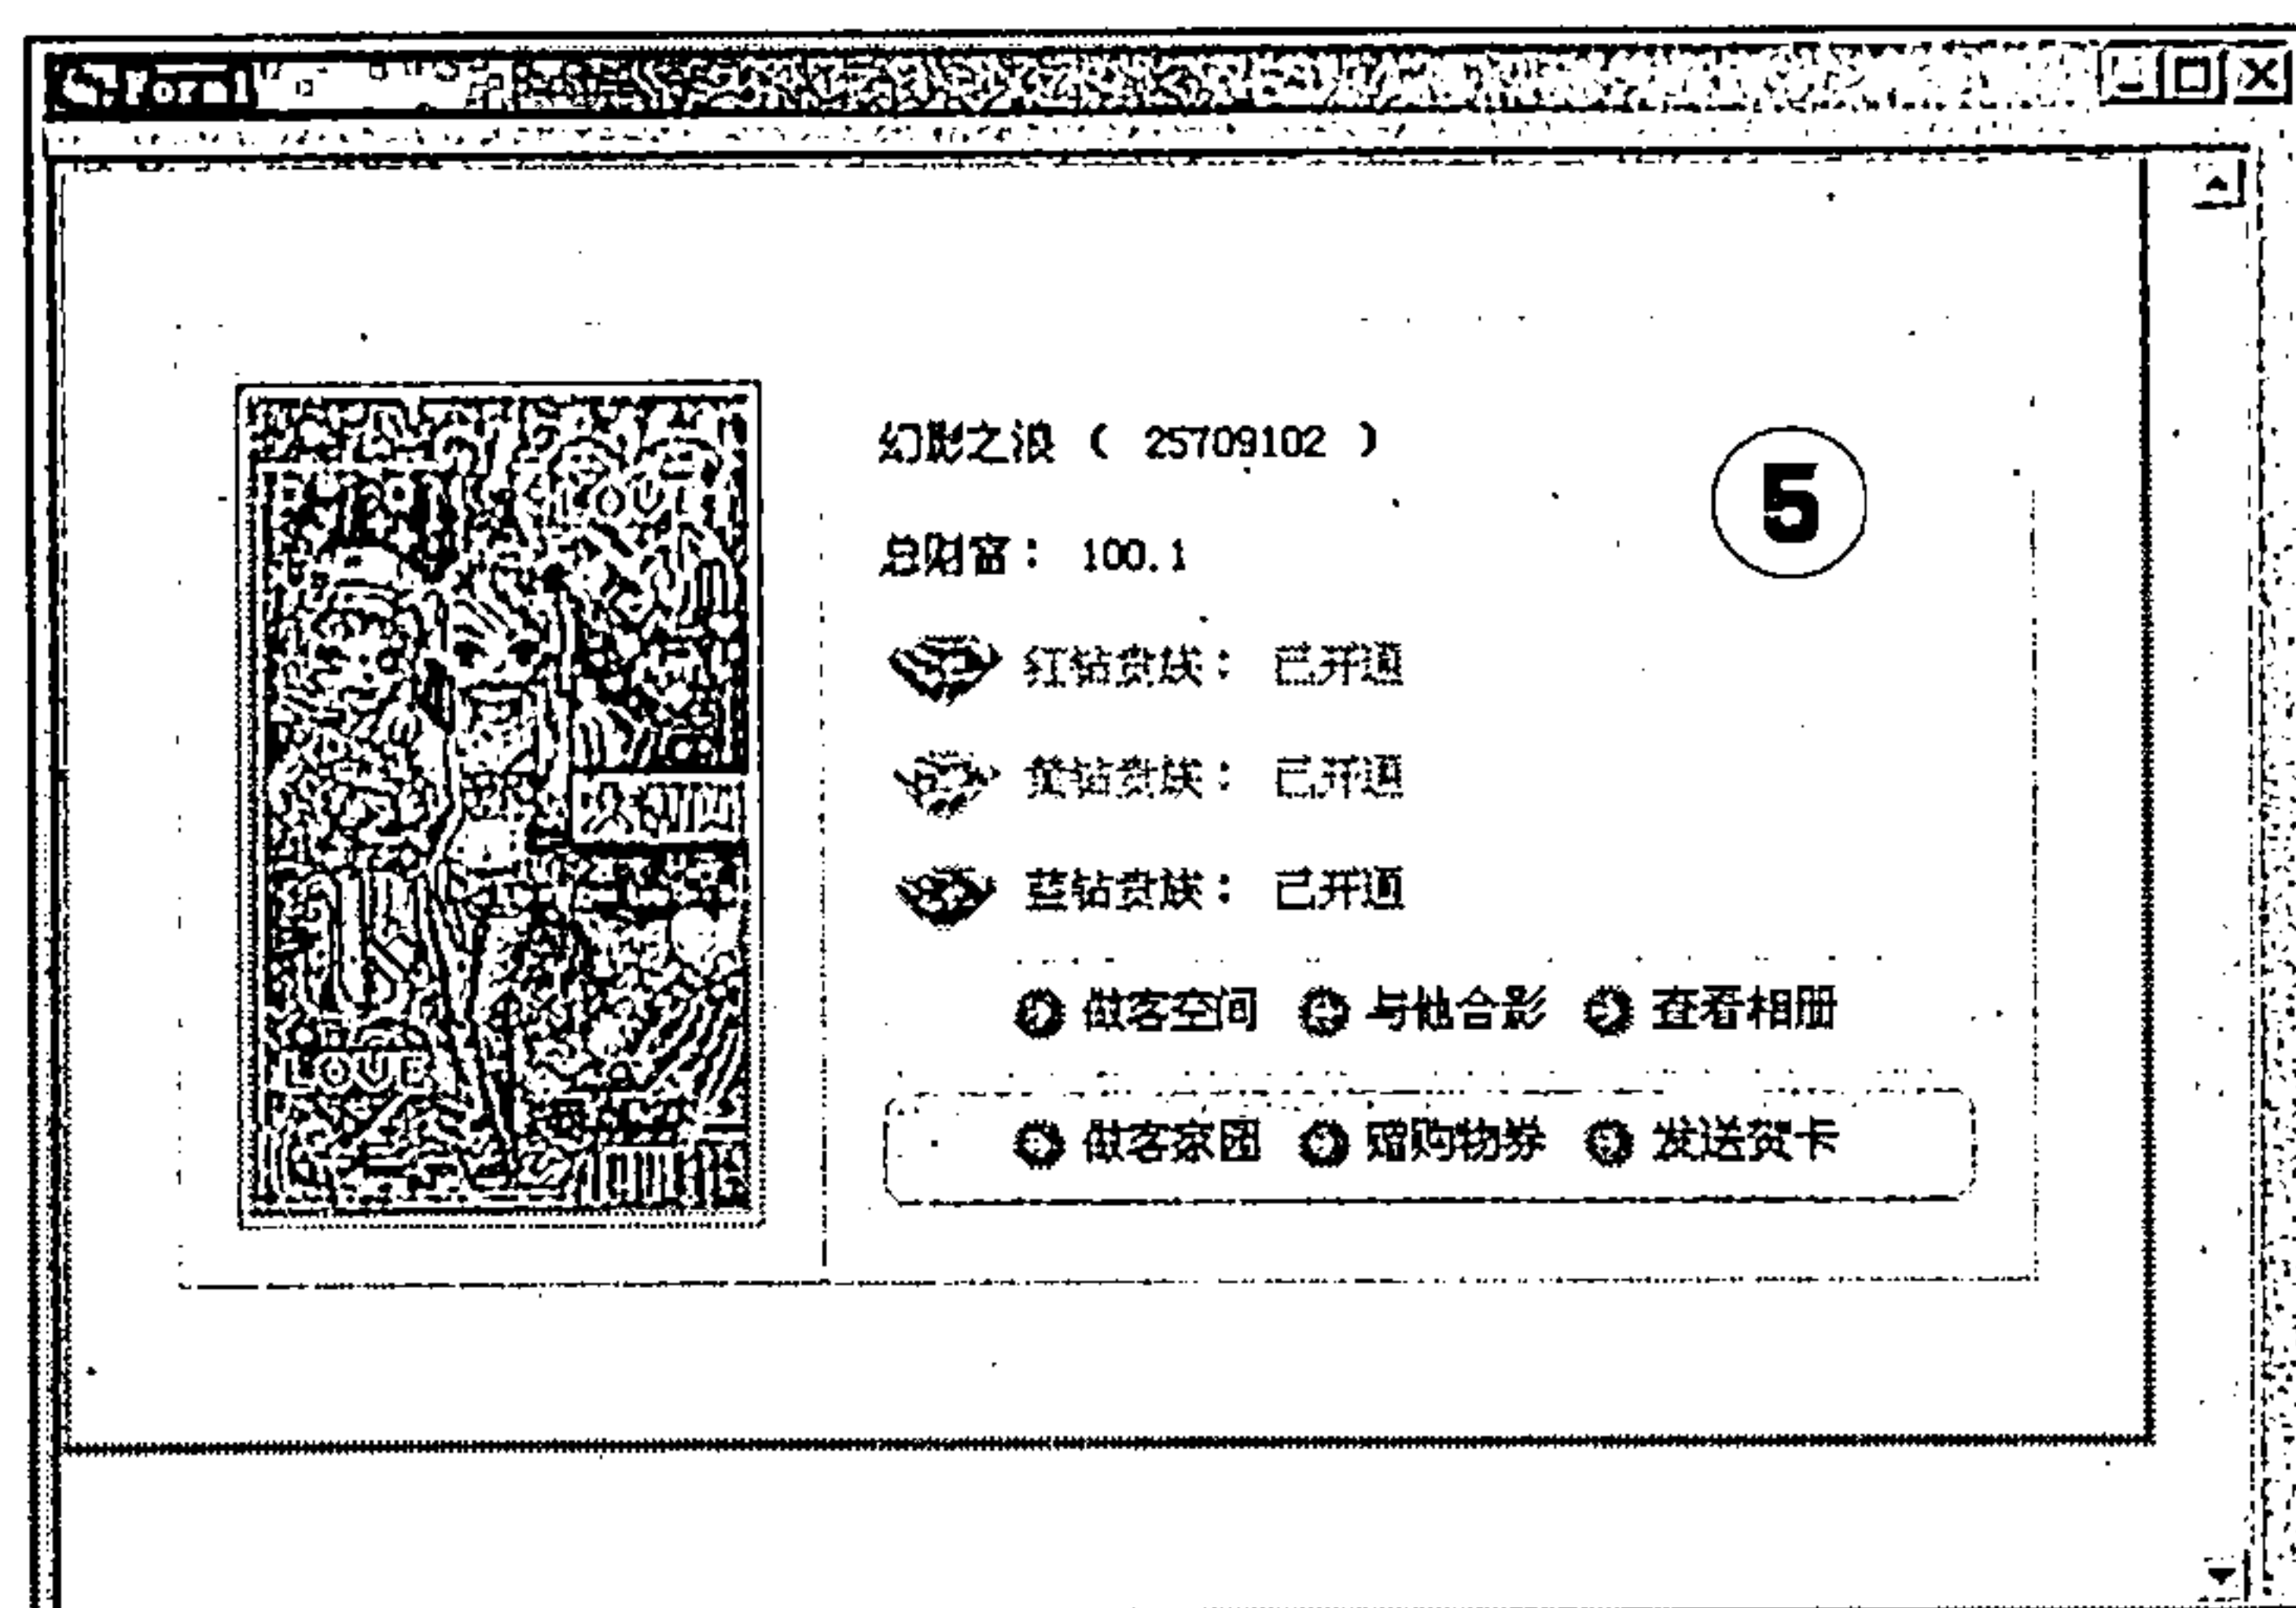 Form1
幻影之浪 ( 25709102 )
5
总财富: 100.1
红钻贵族: 已开通
黄钻贵族: 已开通
蓝钻贵族: 已开通
做客空间 与他合影 查看相册
做客家园 赠购物券 发送贺卡
LOVE
LOVE